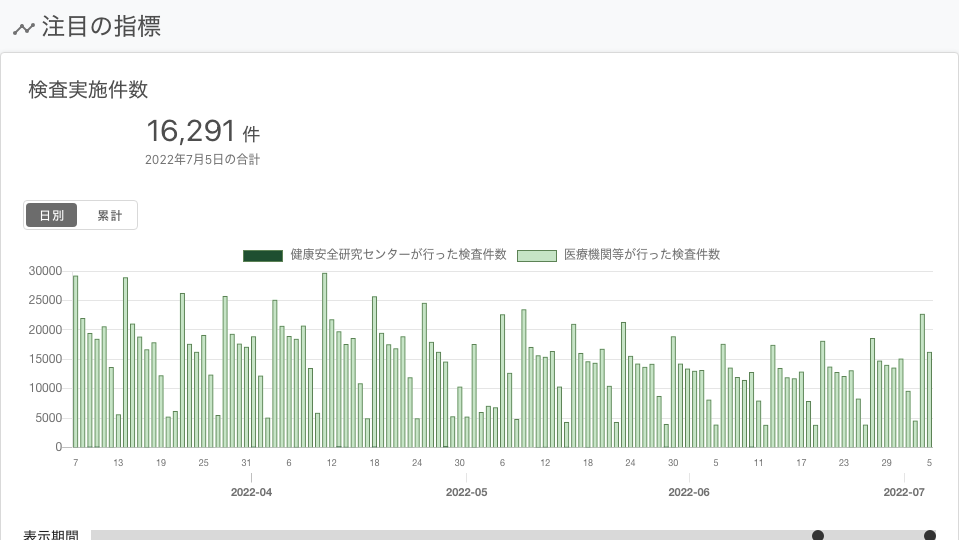 注目の指標
検査実施件数
16,291 件
2022年7月5日の合計
日別 累計
健康安全研究センターが行った検査件数 医療機関等が行った検査件数
30000
25000
20000
15000
10000
5000
0
7 13 19 25 31 6 12 18 24 30 6 12 18 24 30 5 11 17 23 29 5
2022-04 2022-05 2022-06 2022-07
表示期間